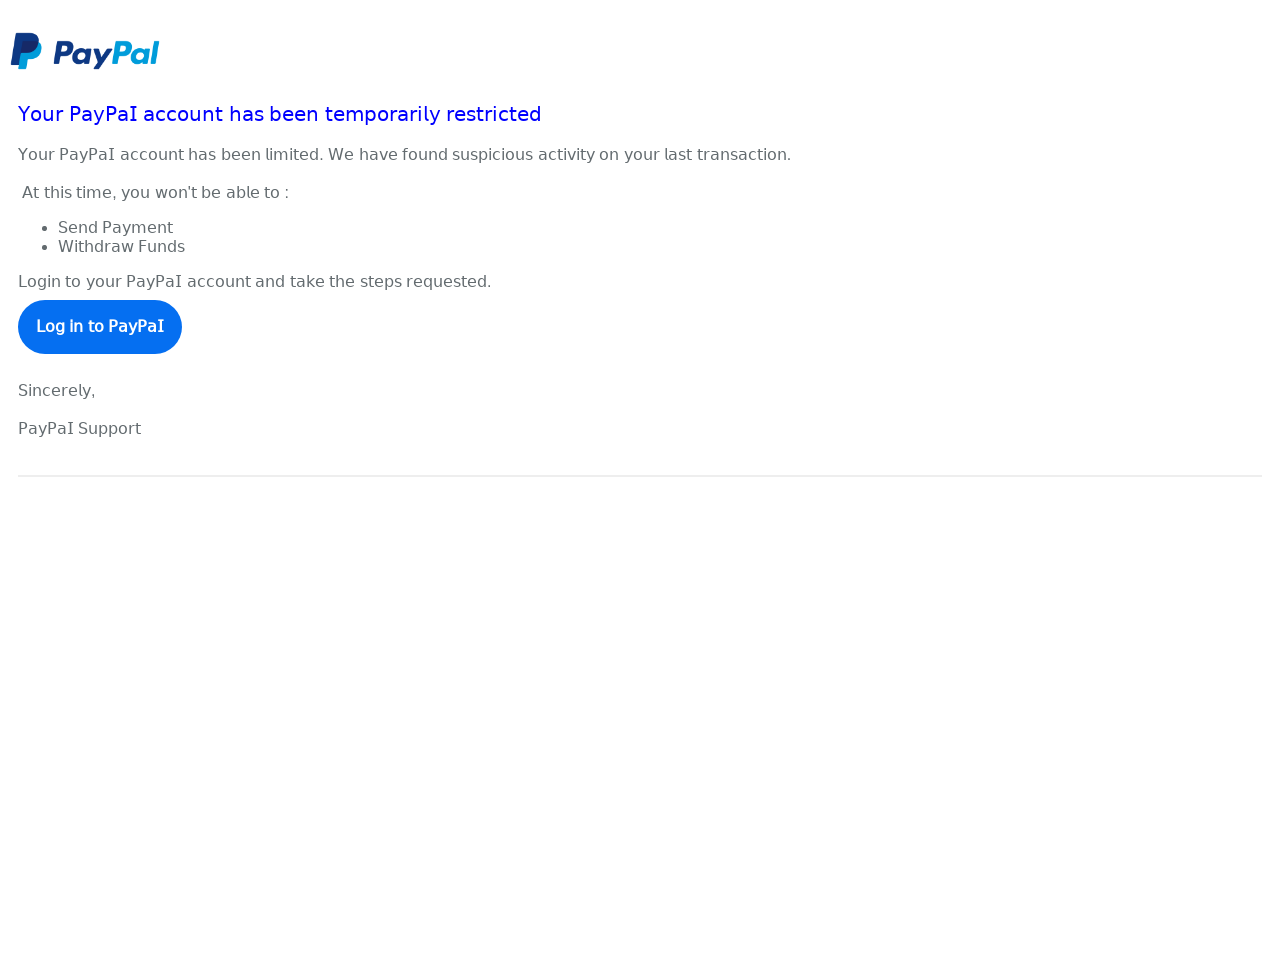 PayPal
Your PayPaI account has been temporarily restricted
Your PayPaI account has been limited. We have found suspicious activity on your last transaction.
At this time, you won't be able to :
• Send Payment
• Withdraw Funds
Login to your PayPaI account and take the steps requested.
Log in to PayPaI
Sincerely,
PayPaI Support